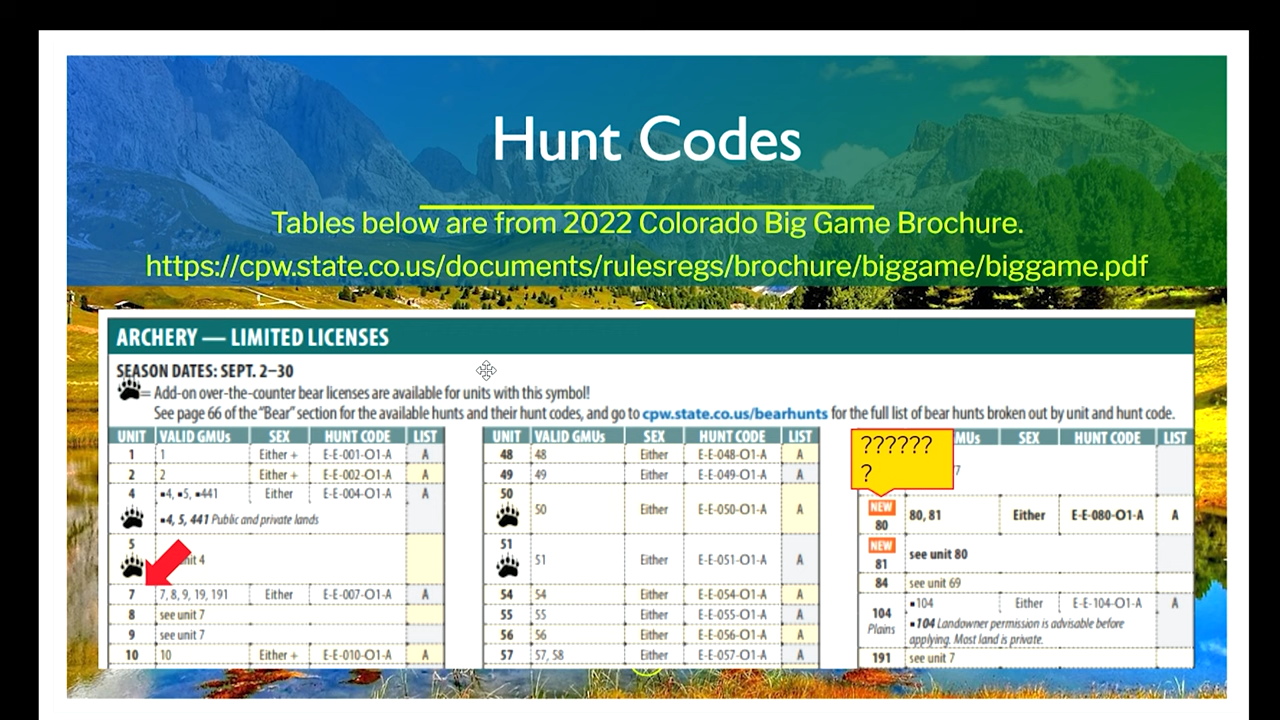 Hunt Codes
Tables below are from 2022 Colorado Big Game Brochure.
https://cpw.state.co.us/documents/rulesregs/brochure/biggame/biggame.pdf
ARCHERY — LIMITED LICENSES
SEASON DATES: SEPT. 2–30
= Add-on over-the-counter bear licenses are available for units with this symbol!
See page 66 of the "Bear" section for the available hunts and their hunt codes, and go to cpw.state.co.us/bearhunts for the full list of bear hunts broken out by unit and hunt code.
UNIT VALID GMUs SEX HUNT CODE LIST
1 1 Either + E-E-001-O1-A A
2 2 Either + E-E-002-O1-A A
4 ▪4, ▪5, ▪441 Either E-E-004-O1-A A
▪4, 5, 441 Public and private lands
5 unit 4
7 7, 8, 9, 19, 191 Either E-E-007-O1-A A
8 see unit 7
9 see unit 7
10 10 Either + E-E-010-O1-A A
UNIT VALID GMUs SEX HUNT CODE LIST
48 48 Either E-E-048-O1-A A
49 49 Either E-E-049-O1-A A
50 50 Either E-E-050-O1-A A
51 51 Either E-E-051-O1-A A
54 54 Either E-E-054-O1-A A
55 55 Either E-E-055-O1-A A
56 56 Either E-E-056-O1-A A
57 57, 58 Either E-E-057-O1-A A
??????
?
MUs SEX HUNT CODE LIST
7
NEW
80 80, 81 Either E-E-080-O1-A A
NEW
81 see unit 80
84 see unit 69
104 Plains ▪104 Either E-E-104-O1-A A
▪104 Landowner permission is advisable before
applying. Most land is private.
191 see unit 7